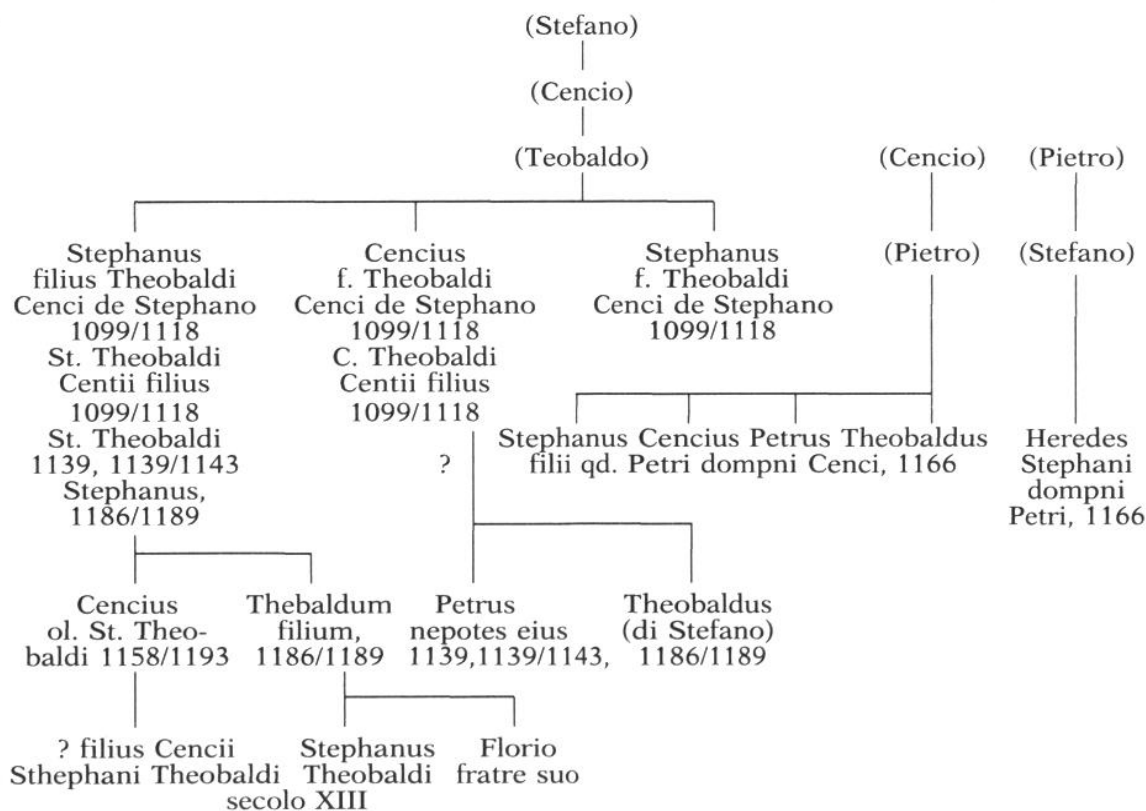 (Stefano)
(Cencio)
(Teobaldo) (Cencio) (Pietro)
Stephanus
filius Theobaldi
Cenci de Stephano
1099/1118
St. Theobaldi
Centii filius
1099/1118
St. Theobaldi
1139, 1139/1143
Stephanus,
1186/1189
Cencius
f. Theobaldi
Cenci de Stephano
1099/1118
C. Theobaldi
Centii filius
1099/1118
?
Stephanus
f. Theobaldi
Cenci de Stephano
1099/1118
(Pietro) (Stefano)
Stephanus Cencius Petrus Theobaldus
filii qd. Petri dompni Cenci, 1166
Heredes
Stephani
dompni
Petri, 1166
Cencius
ol. St. Theo-
baldi 1158/1193
Thebaldum
filium,
1186/1189
Petrus
nepotes eius
1139,1139/1143,
Theobaldus
(di Stefano)
1186/1189
? filius Cencii
Sthephani Theobaldi
Stephanus
Theobaldi
secolo XIII
Florio
fratre suo